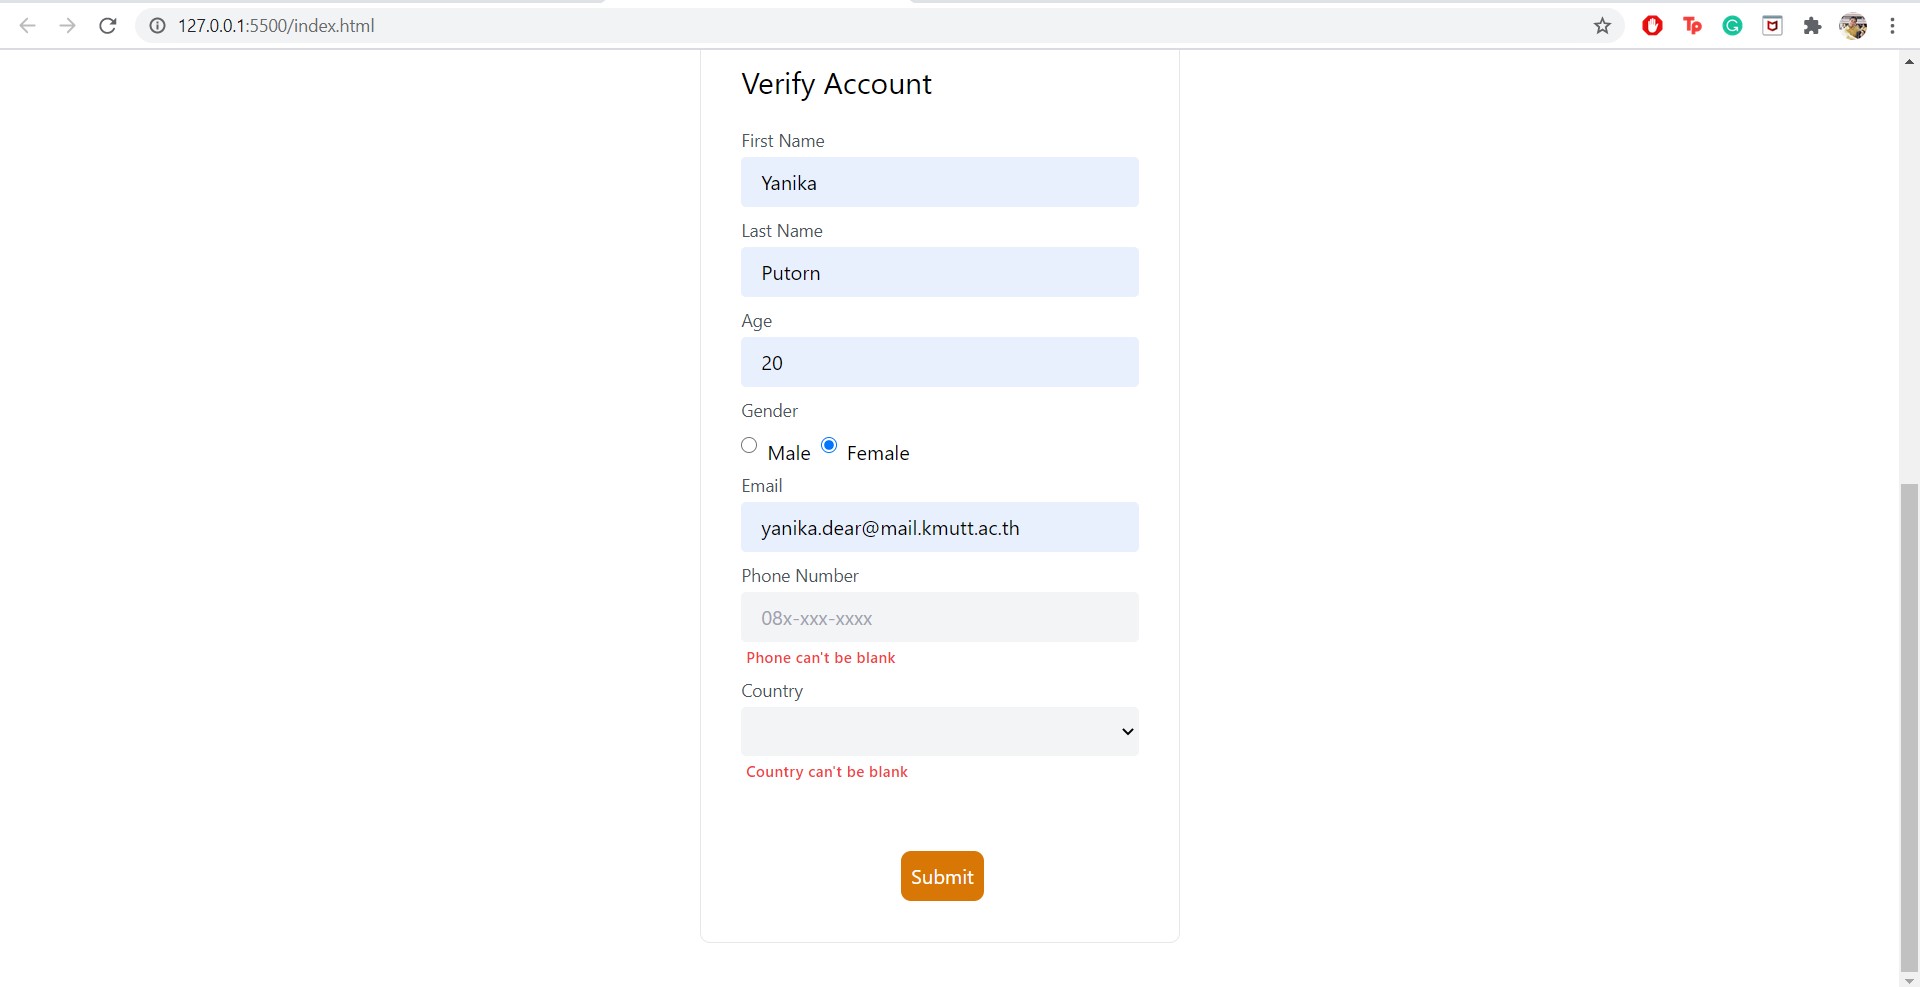 127.0.0.1:5500/index.html
Verify Account
First Name
Yanika
Last Name
Putorn
Age
20
Gender
Male Female
Email
yanika.dear@mail.kmutt.ac.th
Phone Number
08x-xxx-xxxx
Phone can't be blank
Country
Country can't be blank
Submit